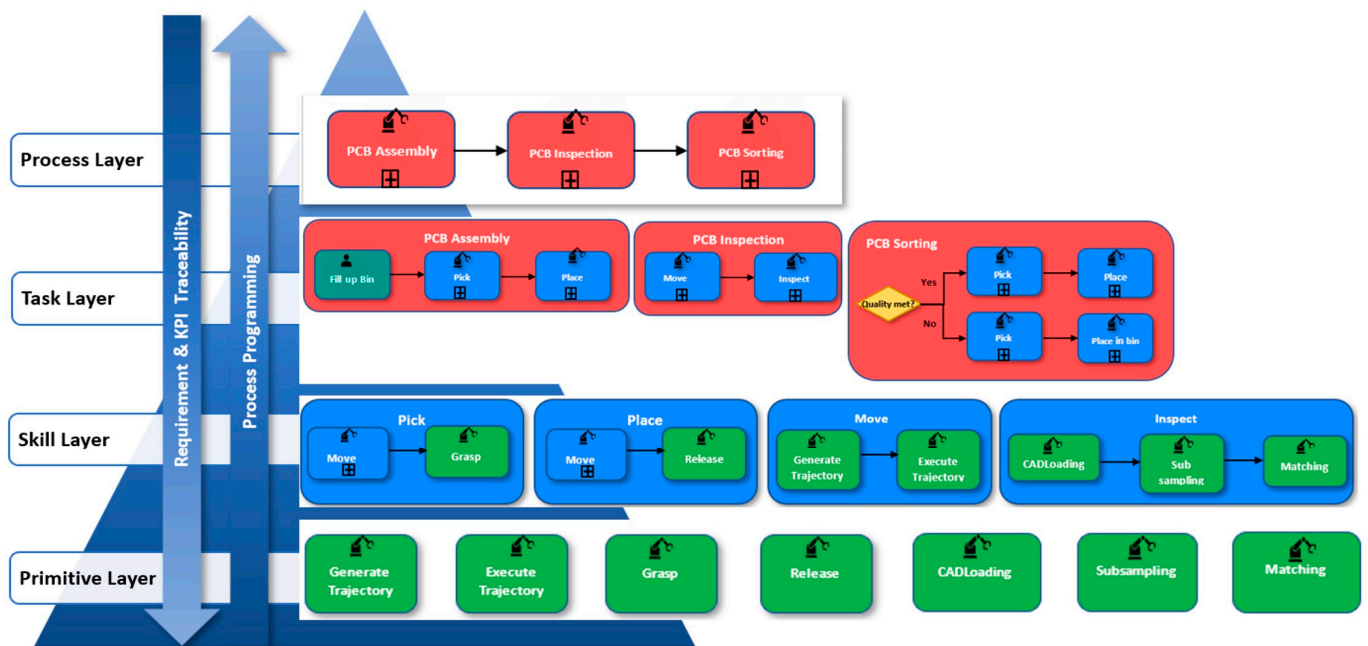 Requirement & KPI Traceability
Process Programming
Process Layer
PCB Assembly
PCB Inspection
PCB Sorting
Task Layer
PCB Assembly
Fill up Bin
Pick
Place
PCB Inspection
Move
Inspect
PCB Sorting
Quality met?
Yes
Pick
Place
No
Pick
Place in bin
Skill Layer
Pick
Move
Grasp
Place
Move
Release
Move
Generate
Trajectory
Execute
Trajectory
Inspect
CADLoading
Sub
sampling
Matching
Primitive Layer
Generate
Trajectory
Execute
Trajectory
Grasp
Release
CADLoading
Subsampling
Matching